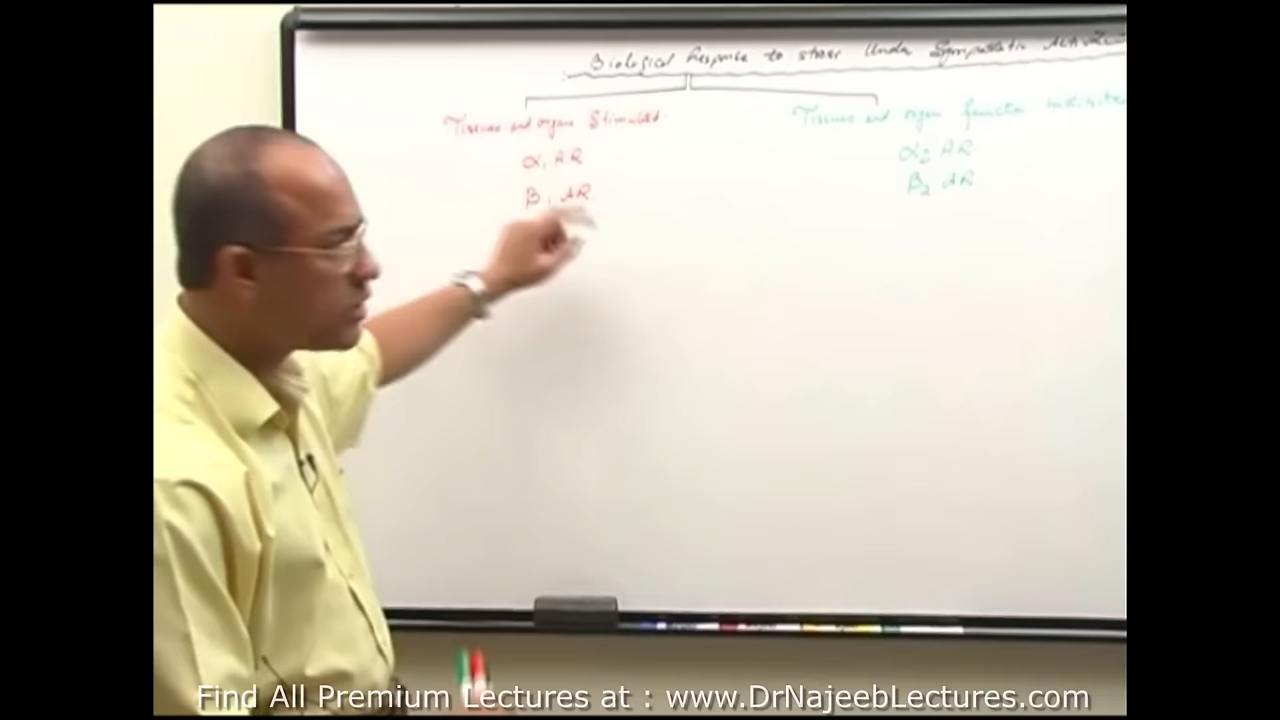 Biological Response to stress Under Sympathetic
Tissues and organ Stimulated
Tissues and organ function
α1 AR
α2 AR
β1 AR
β2 AR
Find All Premium Lectures at : www.DrNajeebLectures.com